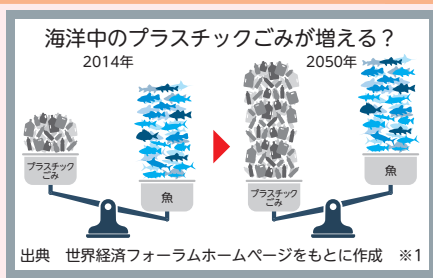 海洋中のプラスチックごみが増える？
2014年
2050年
プラスチック
ごみ
魚
プラスチック
ごみ
魚
出典 世界経済フォーラムホームページをもとに作成 ※1